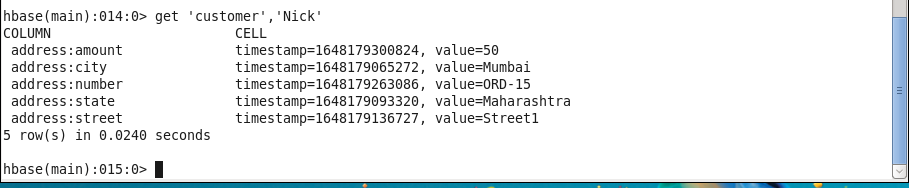 hbase(main):014:0> get 'customer','Nick'
COLUMN CELL
address:amount timestamp=1648179300824, value=50
address:city timestamp=1648179065272, value=Mumbai
address:number timestamp=1648179263086, value=ORD-15
address:state timestamp=1648179093320, value=Maharashtra
address:street timestamp=1648179136727, value=Street1
5 row(s) in 0.0240 seconds
hbase(main):015:0>